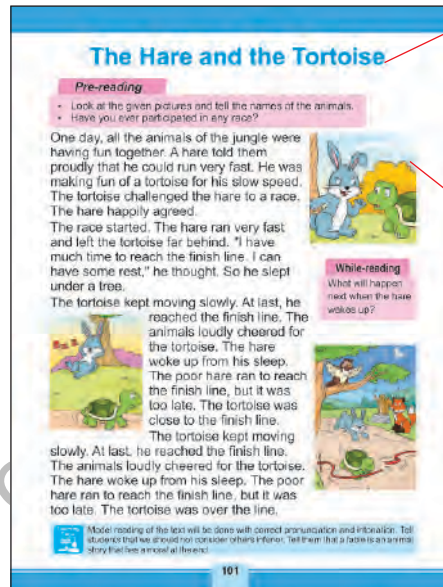 The Hare and the Tortoise
Pre-reading
• Look at the given pictures and tell the names of the animals.
• Have you ever participated in any race?
One day, all the animals of the jungle were
having fun together. A hare told them
proudly that he could run very fast. He was
making fun of a tortoise for his slow speed.
The tortoise challenged the hare to a race.
The hare happily agreed.
The race started. The hare ran very fast
and left the tortoise far behind. "I have
much time to reach the finish line. I can
have some rest," he thought. So he slept
under a tree.
While-reading
What will happen
next when the hare
wakes up?
The tortoise kept moving slowly. At last, he
reached the finish line. The
animals loudly cheered for
the tortoise. The hare
woke up from his sleep.
The poor hare ran to reach
the finish line, but it was
too late. The tortoise was
close to the finish line.
The tortoise kept moving
slowly. At last, he reached the finish line.
The animals loudly cheered for the tortoise.
The hare woke up from his sleep. The poor
hare ran to reach the finish line, but it was
too late. The tortoise was over the line.
Model reading of the text will be done with correct pronunciation and intonation. Tell
students that we should not consider others inferior. Tell them that a fable is an animal
story that has a moral at the end.
101